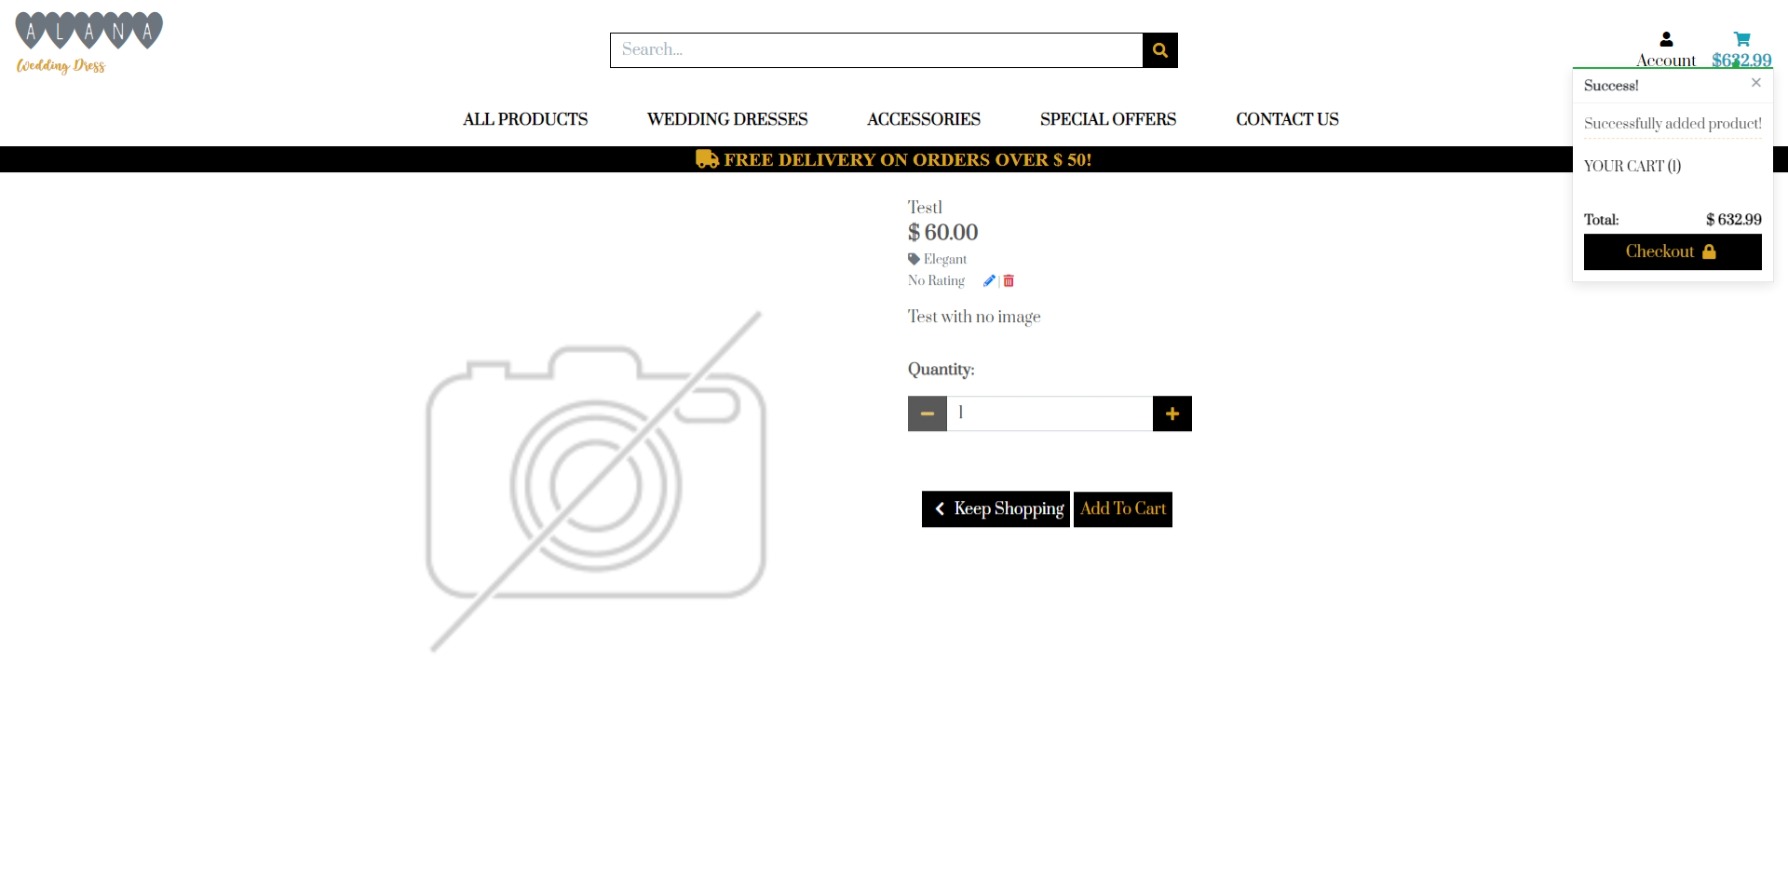 ALANA
Wedding Dress
Search...
Account
$632.99
ALL PRODUCTS
WEDDING DRESSES
ACCESSORIES
SPECIAL OFFERS
CONTACT US
FREE DELIVERY ON ORDERS OVER $ 50!
Success!
×
Successfully added product!
YOUR CART (1)
Total: $ 632.99
Checkout
Test1
$ 60.00
Elegant
No Rating |
Test with no image
Quantity:
1
Keep Shopping
Add To Cart